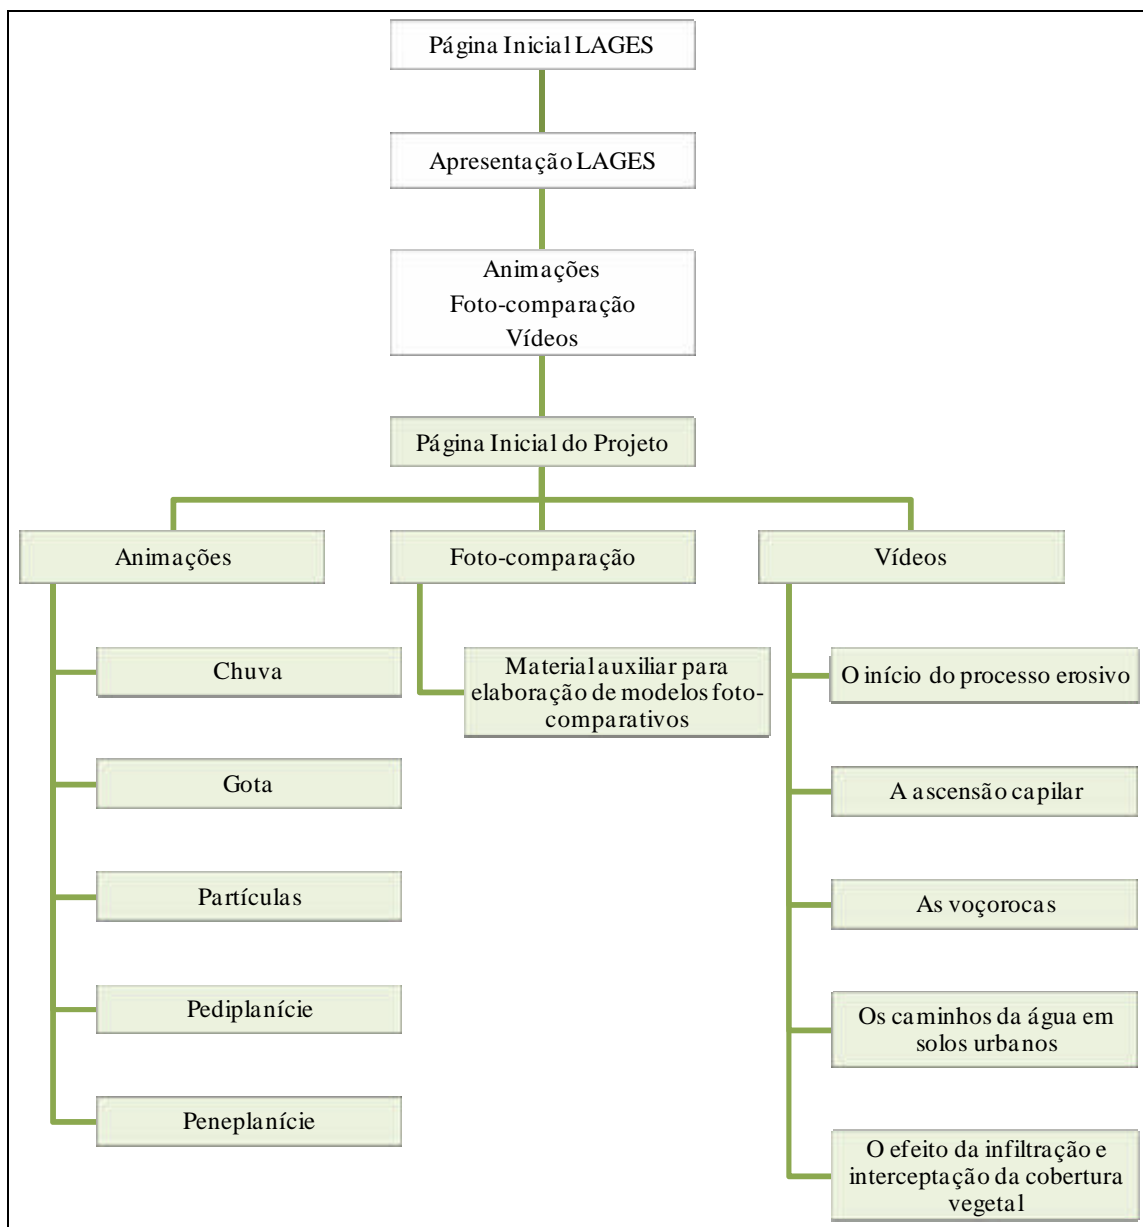 Página Inicial LAGES
Apresentação LAGES
Animações
Foto-comparação
Vídeos
Página Inicial do Projeto
Animações
Chuva
Gota
Partículas
Pediplanície
Peneplanície
Foto-comparação
Material auxiliar para
elaboração de modelos foto-
comparativos
Vídeos
O início do processo erosivo
A ascensão capilar
As voçorocas
Os caminhos da água em
solos urbanos
O efeito da infiltração e
interceptação da cobertura
vegetal